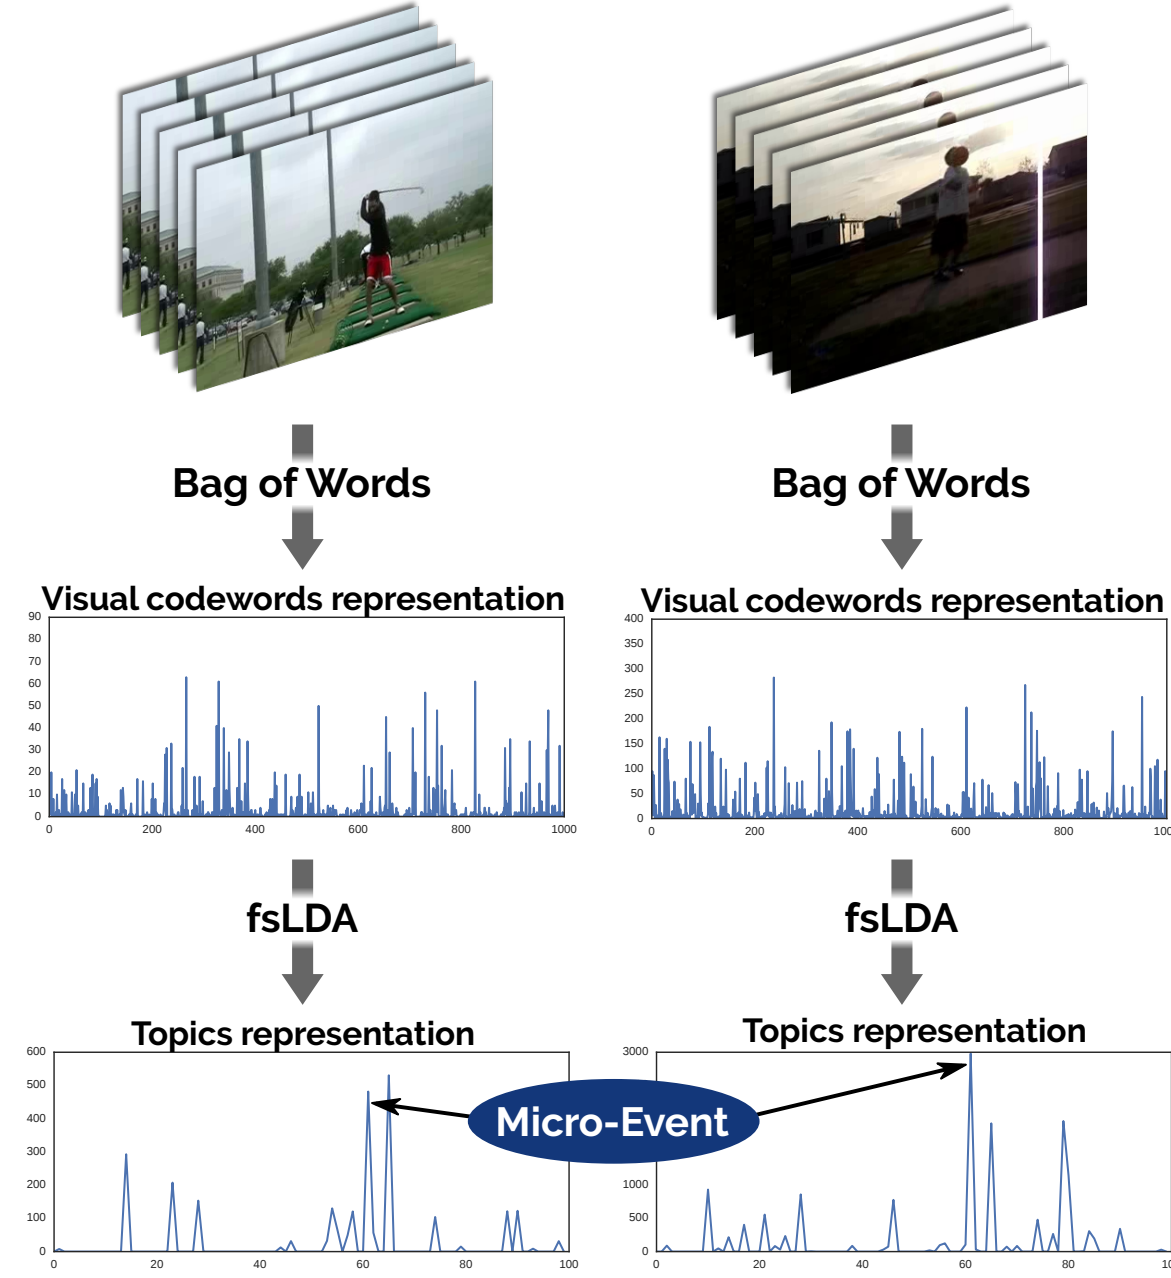 Bag of Words
Bag of Words
Visual codewords representation
90
80
70
60
50
40
30
20
10
0
0 200 400 600 800 1000
Visual codewords representation
400
350
300
250
200
150
100
50
0
0 200 400 600 800 100
fsLDA
fsLDA
Topics representation
600
500
400
300
200
100
0
0 20 40 60 80 100
Micro-Event
Topics representation
3000
1000
500
0
0 20 40 60 80 10